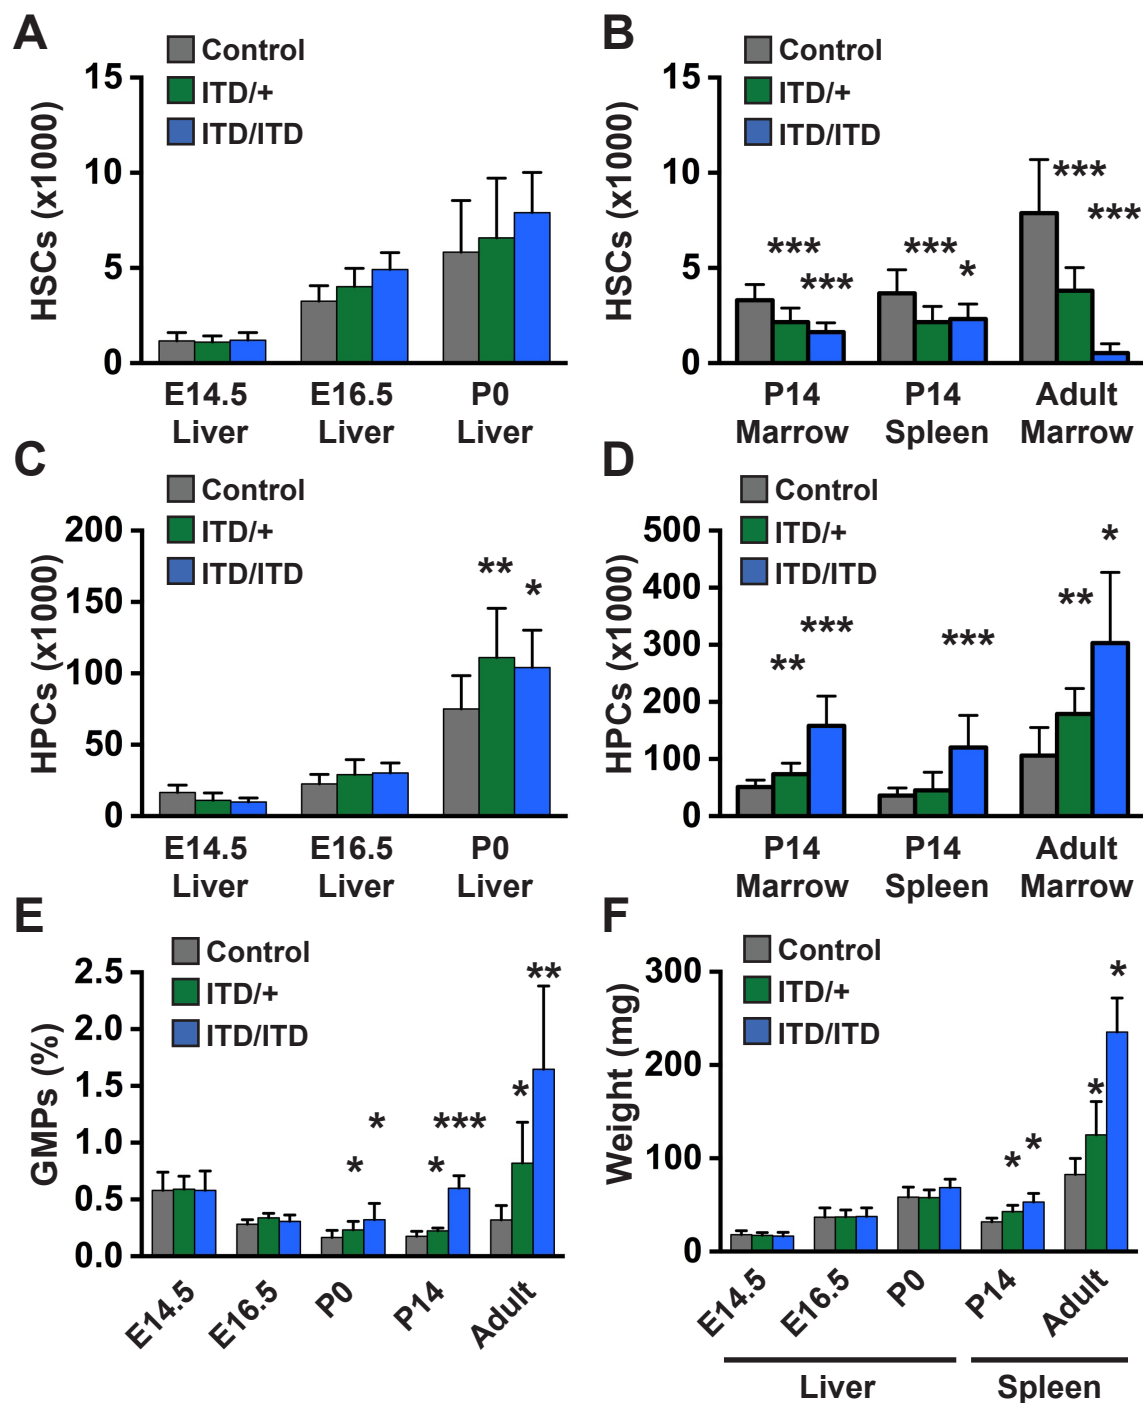 A
Control
ITD/+
ITD/ITD
HSCs (x1000)
15
10
5
0
E14.5 Liver
E16.5 Liver
P0 Liver
B
Control
ITD/+
ITD/ITD
HSCs (x1000)
15
10
5
0
***
***
***
*
***
***
P14 Marrow
P14 Spleen
Adult Marrow
C
Control
ITD/+
ITD/ITD
HPCs (x1000)
200
150
100
50
0
**
*
E14.5 Liver
E16.5 Liver
P0 Liver
D
Control
ITD/+
ITD/ITD
HPCs (x1000)
500
400
300
200
100
0
**
***
***
**
*
P14 Marrow
P14 Spleen
Adult Marrow
E
Control
ITD/+
ITD/ITD
GMPs (%)
2.5
2.0
1.5
1.0
0.5
0.0
*
*
*
***
*
**
E14.5
E16.5
P0
P14
Adult
F
Control
ITD/+
ITD/ITD
Weight (mg)
300
200
100
0
*
*
*
*
E14.5
E16.5
P0
P14
Adult
Liver
Spleen